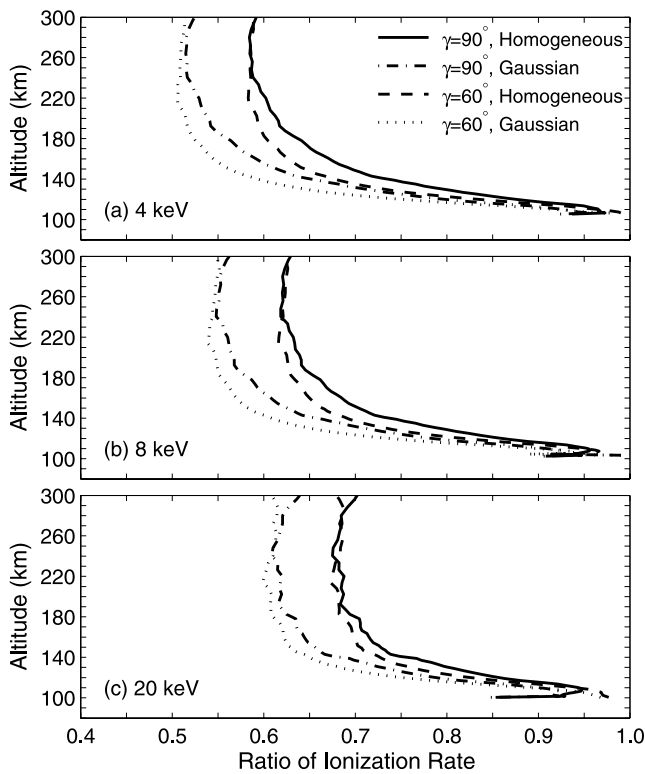 300
260
220
180
140
100
Altitude (km)
(a) 4 keV
γ=90°, Homogeneous
γ=90°, Gaussian
γ=60°, Homogeneous
γ=60°, Gaussian
300
260
220
180
140
100
Altitude (km)
(b) 8 keV
300
260
220
180
140
100
Altitude (km)
(c) 20 keV
0.4 0.5 0.6 0.7 0.8 0.9 1.0
Ratio of Ionization Rate